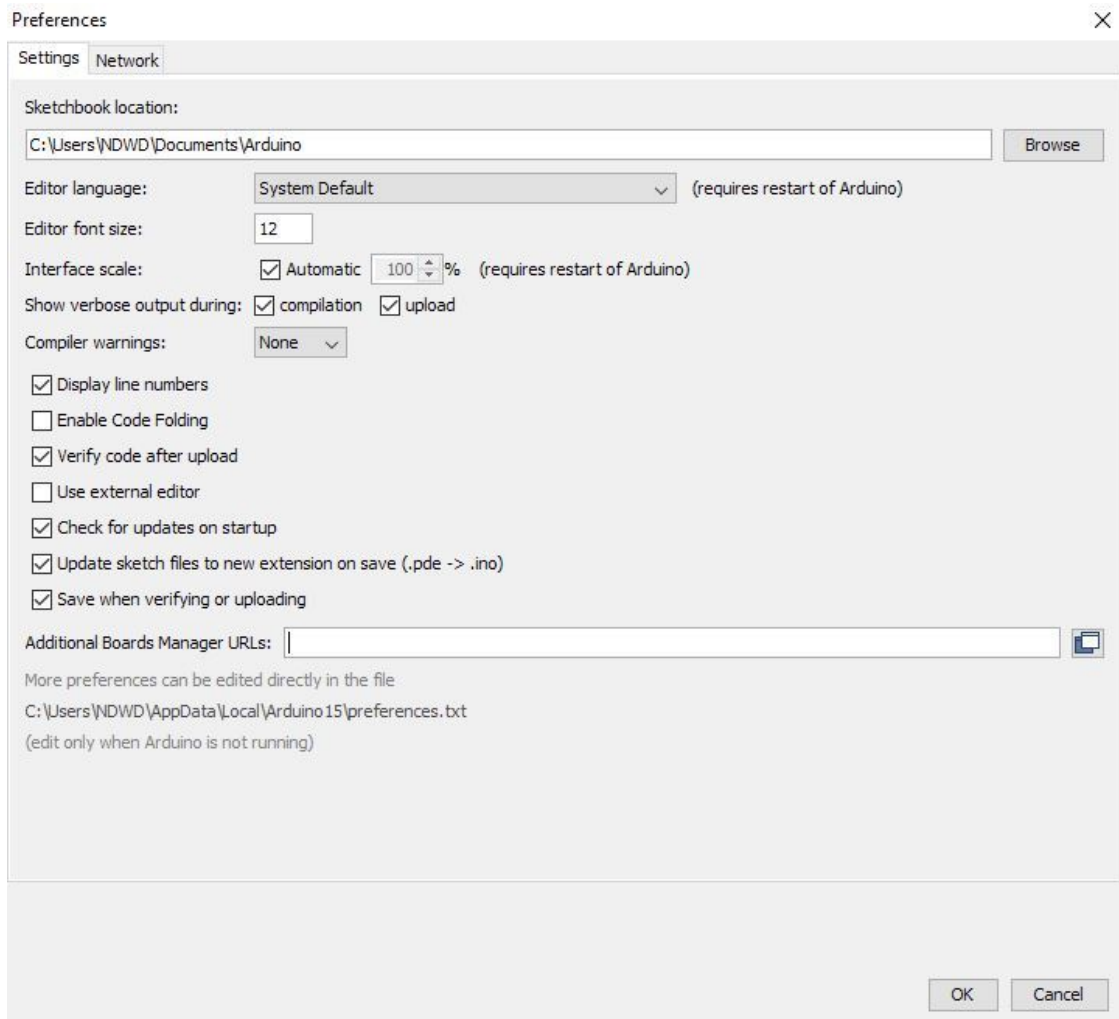 Preferences
Settings Network
Sketchbook location:
C:\Users\NDWD\Documents\Arduino Browse
Editor language: System Default (requires restart of Arduino)
Editor font size: 12
Interface scale: Automatic 100 % (requires restart of Arduino)
Show verbose output during: compilation upload
Compiler warnings: None
Display line numbers
Enable Code Folding
Verify code after upload
Use external editor
Check for updates on startup
Update sketch files to new extension on save (.pde -> .ino)
Save when verifying or uploading
Additional Boards Manager URLs:
More preferences can be edited directly in the file
C:\Users\NDWD\AppData\Local\Arduino15\preferences.txt
(edit only when Arduino is not running)
OK Cancel